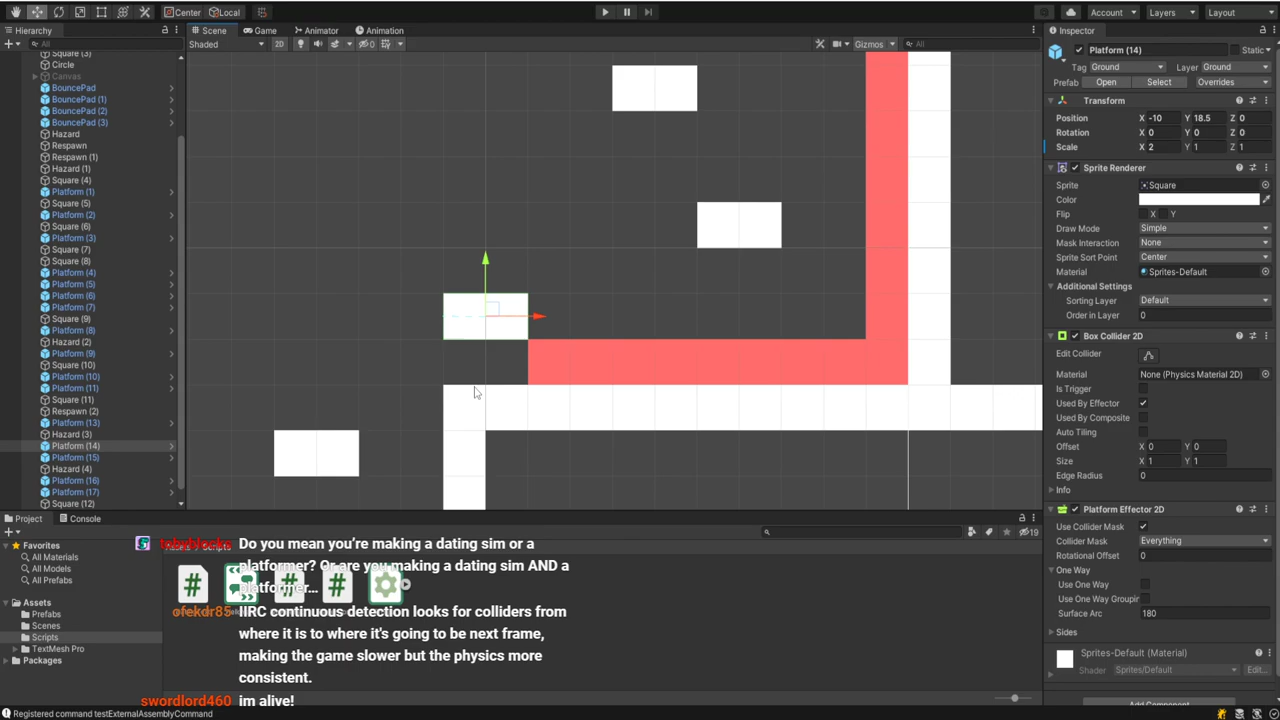 Center Local
Account Layers Layout
Hierarchy
Scene Game Animator Animation
Inspector
All
Shaded 2D 0 Gizmos All
Square (3)
Circle
Canvas
BouncePad
BouncePad (1)
BouncePad (2)
BouncePad (3)
Hazard
Respawn
Respawn (1)
Hazard (1)
Square (4)
Platform (1)
Square (5)
Platform (2)
Square (6)
Platform (3)
Square (7)
Square (8)
Platform (4)
Platform (5)
Platform (6)
Platform (7)
Square (9)
Platform (8)
Hazard (2)
Platform (9)
Square (10)
Platform (10)
Platform (11)
Square (11)
Respawn (2)
Platform (13)
Hazard (3)
Platform (14)
Platform (15)
Hazard (4)
Platform (16)
Platform (17)
Square (12)
Platform (14) Static
Tag Ground Layer Ground
Prefab Open Select Overrides
Transform
Position X -10 Y 18.5 Z 0
Rotation X 0 Y 0 Z 0
Scale X 2 Y 1 Z 1
Sprite Renderer
Sprite Square
Color
Flip X Y
Draw Mode Simple
Mask Interaction None
Sprite Sort Point Center
Material Sprites-Default
Additional Settings
Sorting Layer Default
Order in Layer 0
Box Collider 2D
Edit Collider
Material None (Physics Material 2D)
Is Trigger
Used By Effector
Used By Composite
Auto Tiling
Offset X 0 Y 0
Size X 1 Y 1
Edge Radius 0
Info
Platform Effector 2D
Use Collider Mask
Collider Mask Everything
Rotational Offset 0
One Way
Use One Way
Use One Way Groupin
Surface Arc 180
Sides
Sprites-Default (Material)
Shader Sprites/Default Edit...
Project Console
19
Favorites
All Materials
All Models
All Prefabs
Assets
Prefabs
Scenes
Scripts
TextMesh Pro
Packages
Scripts
tobyblocks Do you mean you're making a dating sim or a
platformer? Or are you making a dating sim AND a
platformer...
ofekdr85 IIRC continuous detection looks for colliders from
where it is to where it's going to be next frame,
making the game slower but the physics more
consistent.
swordlord460 im alive!
Registered command testExternalAssemblyCommand